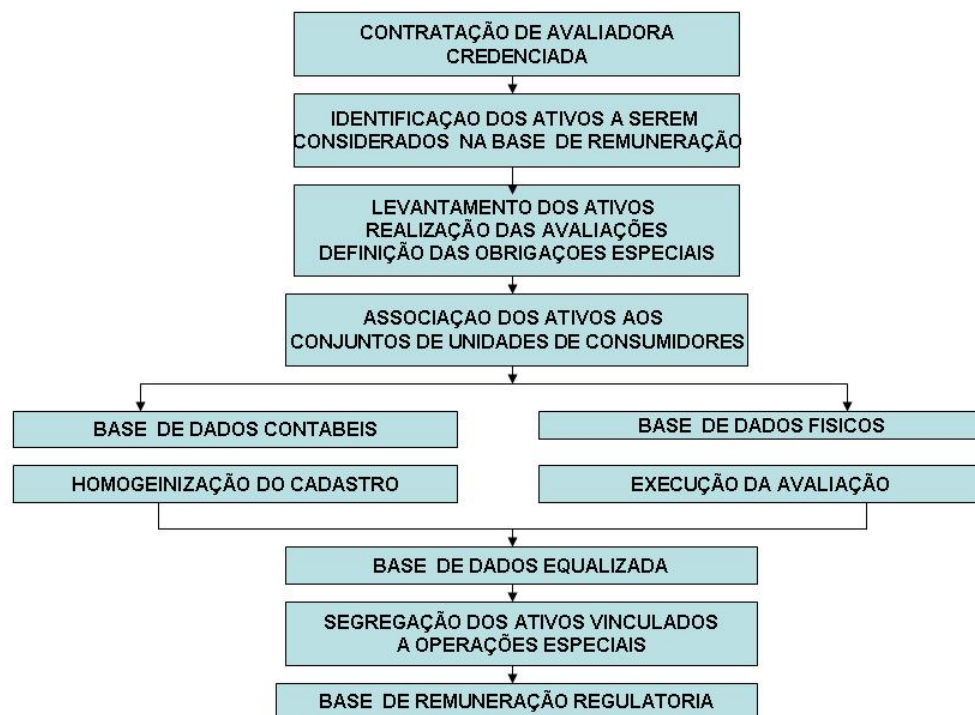 CONTRATAÇÃO DE AVALIADORA
CREDENCIADA
IDENTIFICAÇAO DOS ATIVOS A SEREM
CONSIDERADOS NA BASE DE REMUNERAÇÃO
LEVANTAMENTO DOS ATIVOS
REALIZAÇÃO DAS AVALIAÇÕES
DEFINIÇÃO DAS OBRIGAÇOES ESPECIAIS
ASSOCIAÇAO DOS ATIVOS AOS
CONJUNTOS DE UNIDADES DE CONSUMIDORES
BASE DE DADOS CONTABEIS
BASE DE DADOS FISICOS
HOMOGEINIZAÇÃO DO CADASTRO
EXECUÇÃO DA AVALIAÇÃO
BASE DE DADOS EQUALIZADA
SEGREGAÇÃO DOS ATIVOS VINCULADOS
A OPERAÇÕES ESPECIAIS
BASE DE REMUNERAÇÃO REGULATORIA